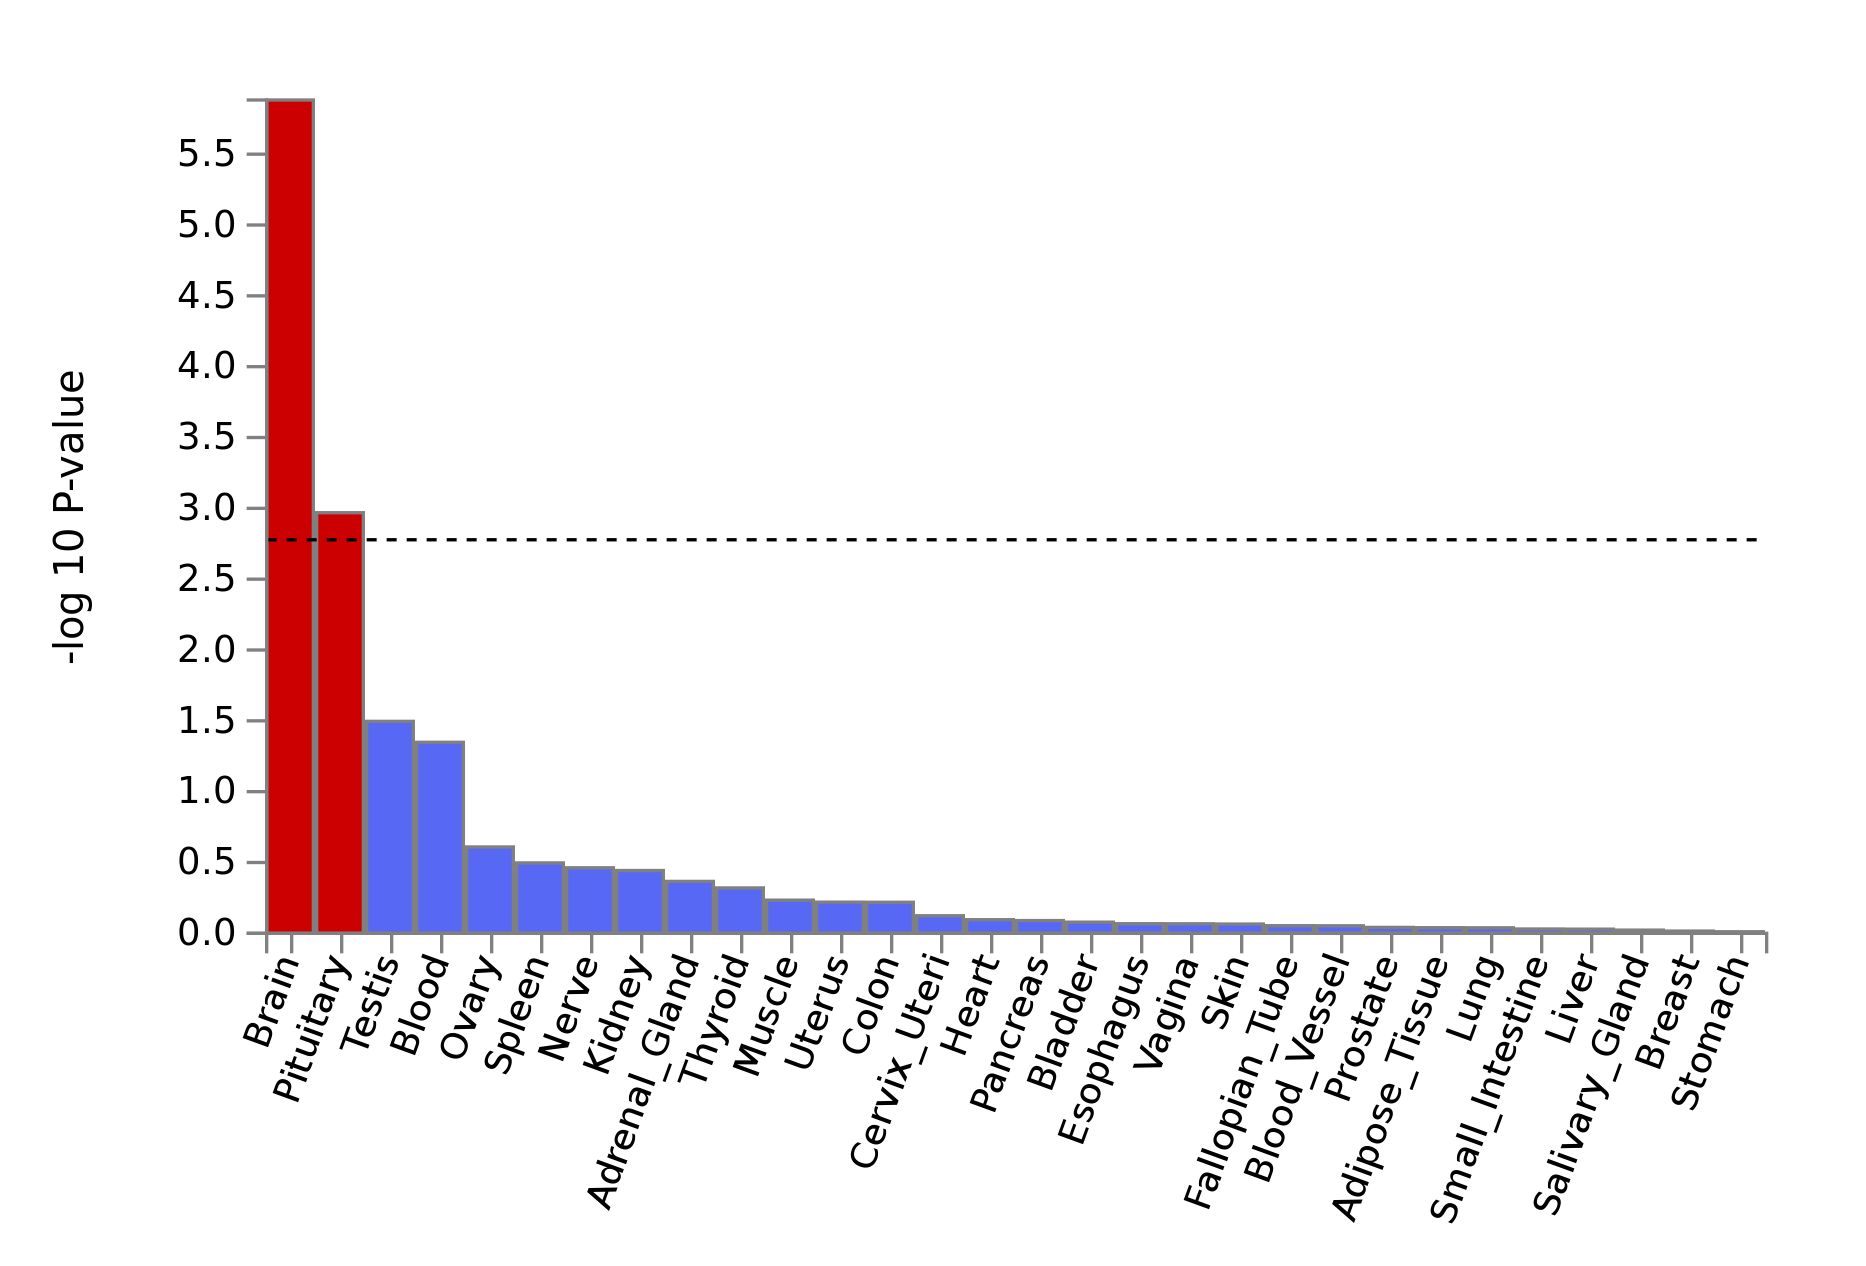 5.5
5.0
4.5
4.0
3.5
3.0
2.5
2.0
1.5
1.0
0.5
0.0
-log 10 P-value
Brain
Pituitary
Testis
Blood
Ovary
Spleen
Nerve
Kidney
Adrenal_Gland
Thyroid
Muscle
Uterus
Colon
Cervix_Uteri
Heart
Pancreas
Bladder
Esophagus
Vagina
Skin
Fallopian_Tube
Blood_Vessel
Prostate
Adipose_Tissue
Lung
Small_Intestine
Liver
Salivary_Gland
Breast
Stomach